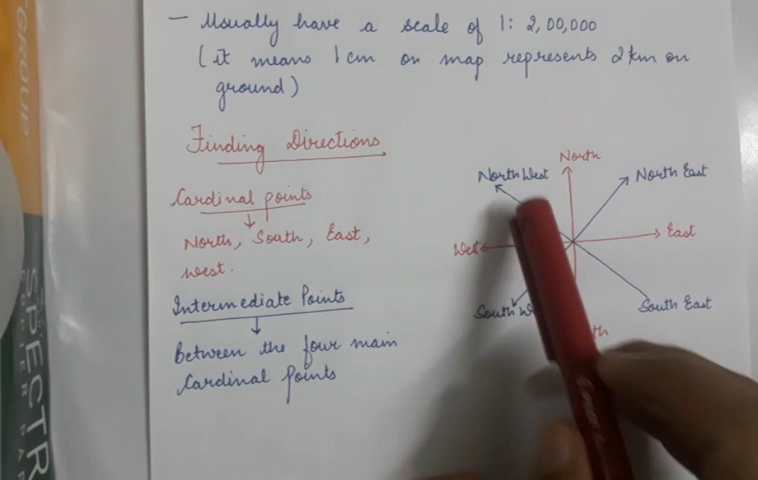 - Usually have a scale of 1: 2,00,000
(it means 1 cm on map represents 2 km on
ground)
Finding Directions
Cardinal points
North, South, East,
West.
Intermediate Points
Between the four main
Cardinal Points
North
North West
North East
West
East
South East
GROUP
SPECTR